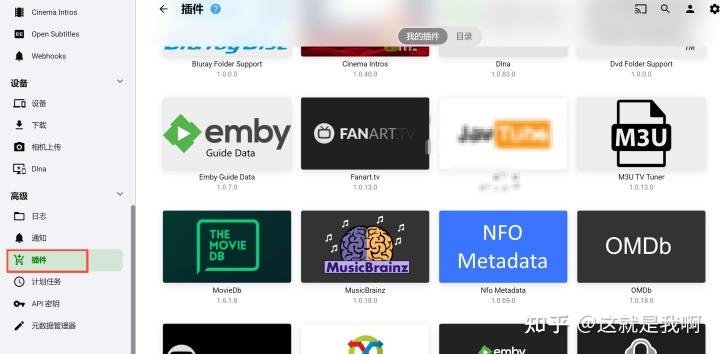 Cinema Intros
插件
Open Subtitles
我的插件 目录
Webhooks
Bluray Folder Support
1.0.0.0
Cinema Intros
1.0.40.0
Dlna
1.0.83.0
Dvd Folder Support
1.0.0.0
设备
设备
下载
相机上传
Dlna
emby
Guide Data
FANART.TV
M3U
Emby Guide Data
1.0.7.0
Fanart.tv
1.0.13.0
M3U TV Tuner
1.0.13.0
高级
日志
通知
插件
计划任务
API 密钥
元数据管理器
THE
MOVIE
DB
MusicBrainz
NFO
Metadata
OMDb
MovieDb
1.6.1.0
MusicBrainz
1.0.18.0
Nfo Metadata
1.0.69.0
OMDb
1.0.18.0
知乎 @这就是我啊